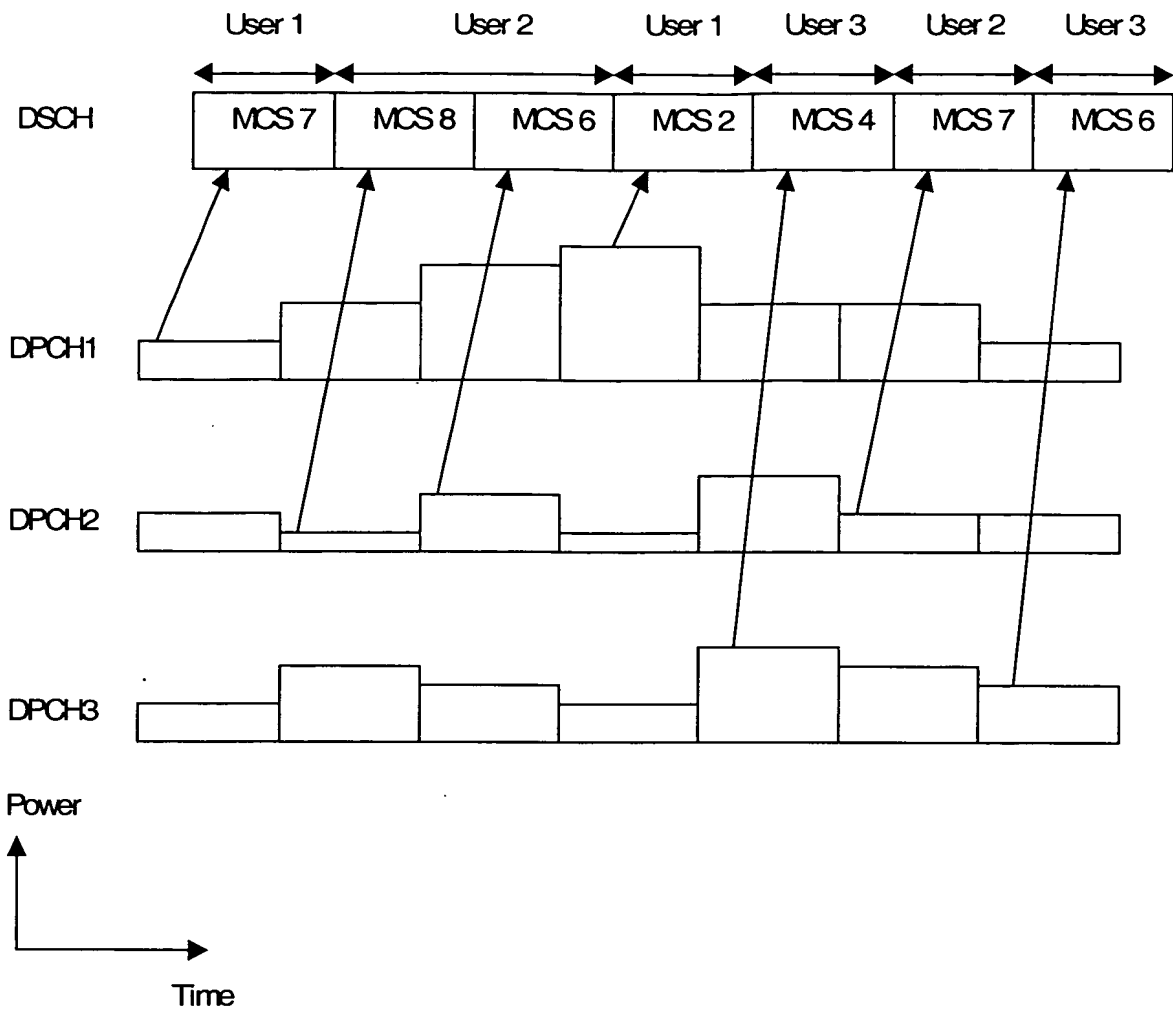 User 1 User 2 User 1 User 3 User 2 User 3
DSCH MCS 7 MCS 8 MCS 6 MCS 2 MCS 4 MCS 7 MCS 6
DPCH1
DPCH2
DPCH3
Power
Time